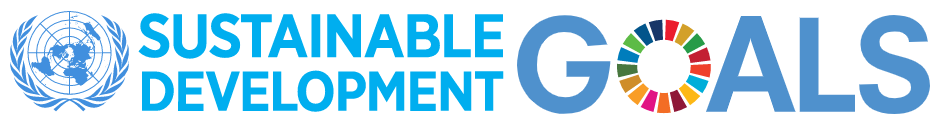 SUSTAINABLE
DEVELOPMENT
GOALS